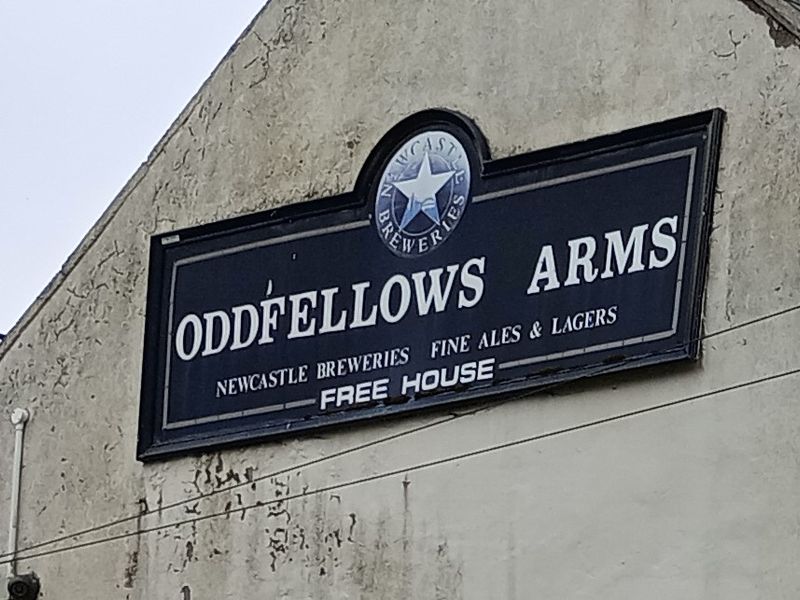 NEWCASTLE
BREWERIES
ODDFELLOWS ARMS
NEWCASTLE BREWERIES FINE ALES & LAGERS
FREE HOUSE